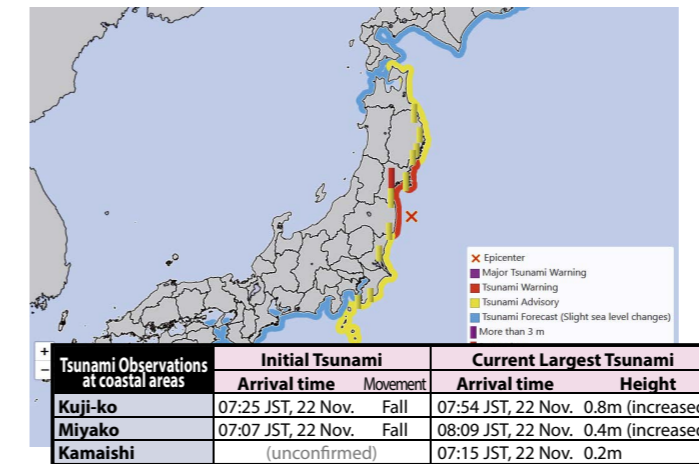 Epicenter
Major Tsunami Warning
Tsunami Warning
Tsunami Advisory
Tsunami Forecast (Slight sea level changes)
More than 3 m
+
−
Tsunami Observations at coastal areas
Initial Tsunami Current Largest Tsunami
Arrival time Movement Arrival time Height
Kuji-ko 07:25 JST, 22 Nov. Fall 07:54 JST, 22 Nov. 0.8m (increased
Miyako 07:07 JST, 22 Nov. Fall 08:09 JST, 22 Nov. 0.4m (increased
Kamaishi (unconfirmed) 07:15 JST, 22 Nov. 0.2m